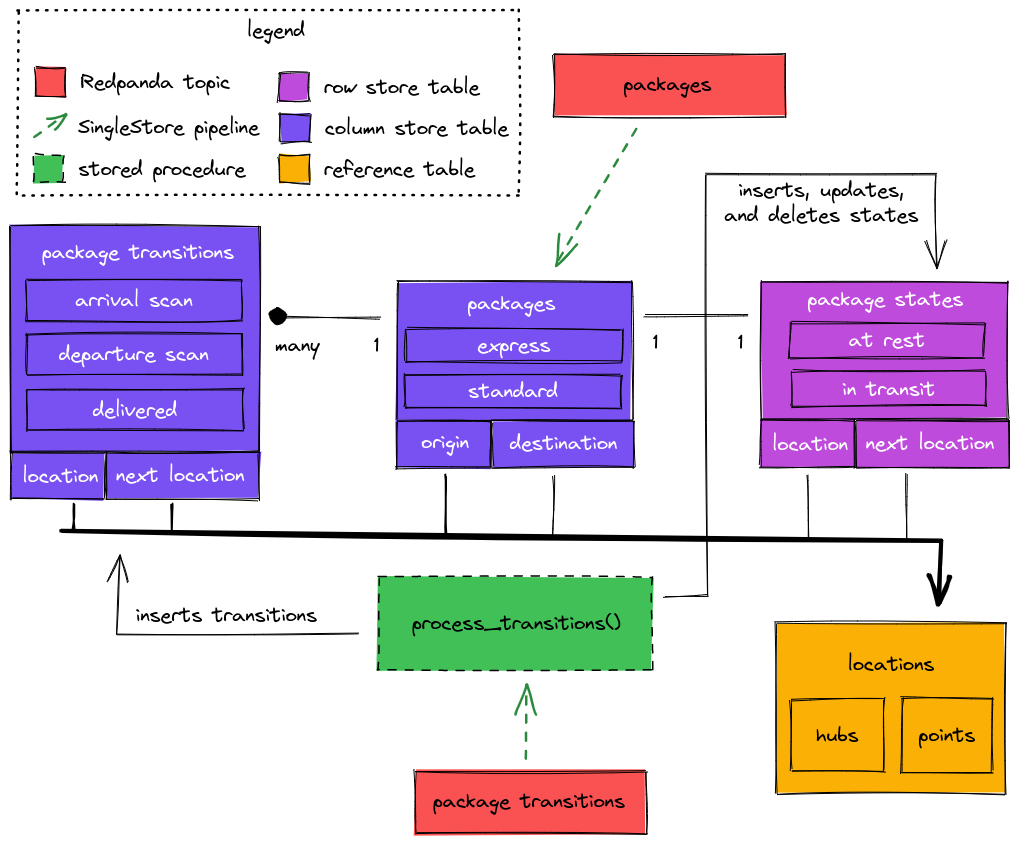 legend
Redpanda topic
SingleStore pipeline
stored procedure
row store table
column store table
reference table
packages
inserts, updates,
and deletes states
package transitions
arrival scan
departure scan
delivered
location
next location
many
1
packages
express
standard
origin
destination
1
1
package states
at rest
in transit
location
next location
inserts transitions
process_transitions()
locations
hubs
points
package transitions